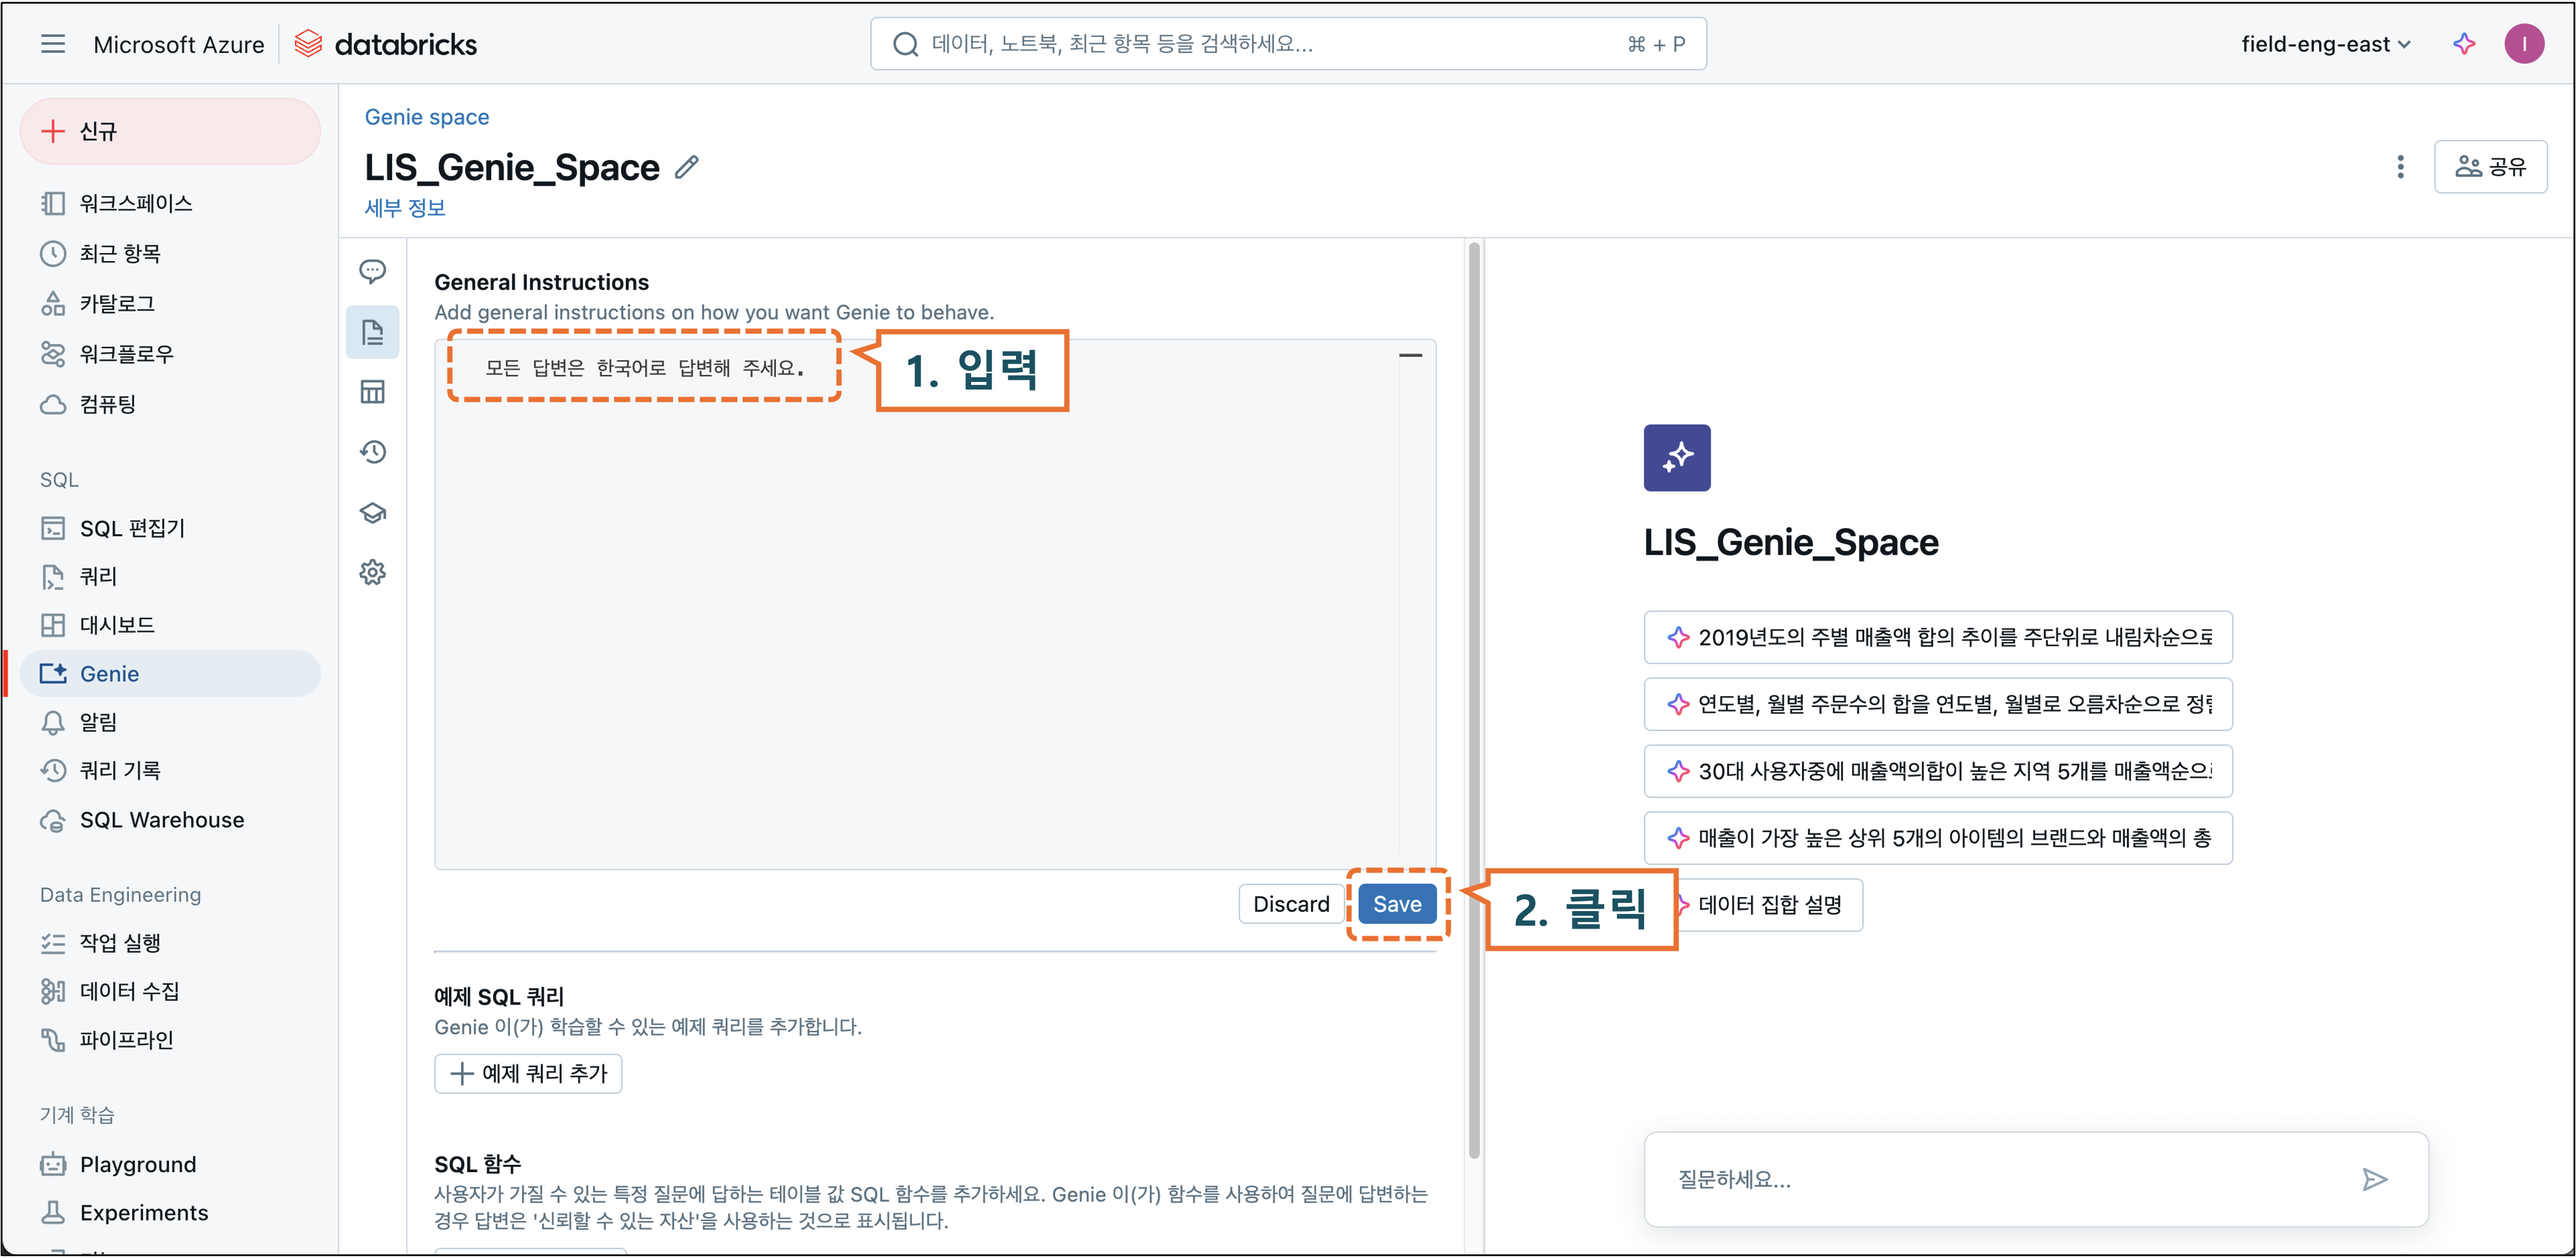 Microsoft Azure databricks
데이터, 노트북, 최근 항목 등을 검색하세요...
⌘ + P
field-eng-east
I
신규
워크스페이스
최근 항목
카탈로그
워크플로우
컴퓨팅
SQL
SQL 편집기
쿼리
대시보드
Genie
알림
쿼리 기록
SQL Warehouse
Data Engineering
작업 실행
데이터 수집
파이프라인
기계 학습
Playground
Experiments
Genie space
LIS_Genie_Space
세부 정보
공유
General Instructions
Add general instructions on how you want Genie to behave.
모든 답변은 한국어로 답변해 주세요.
1. 입력
Discard
Save
2. 클릭
예제 SQL 쿼리
Genie 이(가) 학습할 수 있는 예제 쿼리를 추가합니다.
예제 쿼리 추가
SQL 함수
사용자가 가질 수 있는 특정 질문에 답하는 테이블 값 SQL 함수를 추가하세요. Genie 이(가) 함수를 사용하여 질문에 답변하는
경우 답변은 '신뢰할 수 있는 자산'을 사용하는 것으로 표시됩니다.
LIS_Genie_Space
2019년도의 주별 매출액 합의 추이를 주단위로 내림차순으로
연도별, 월별 주문수의 합을 연도별, 월별로 오름차순으로
30대 사용자중에 매출액의합이 높은 지역 5개를
매출이 가장 높은 상위 5개의 아이템의 브랜드와 매출액의 총
데이터 집합 설명
질문하세요...